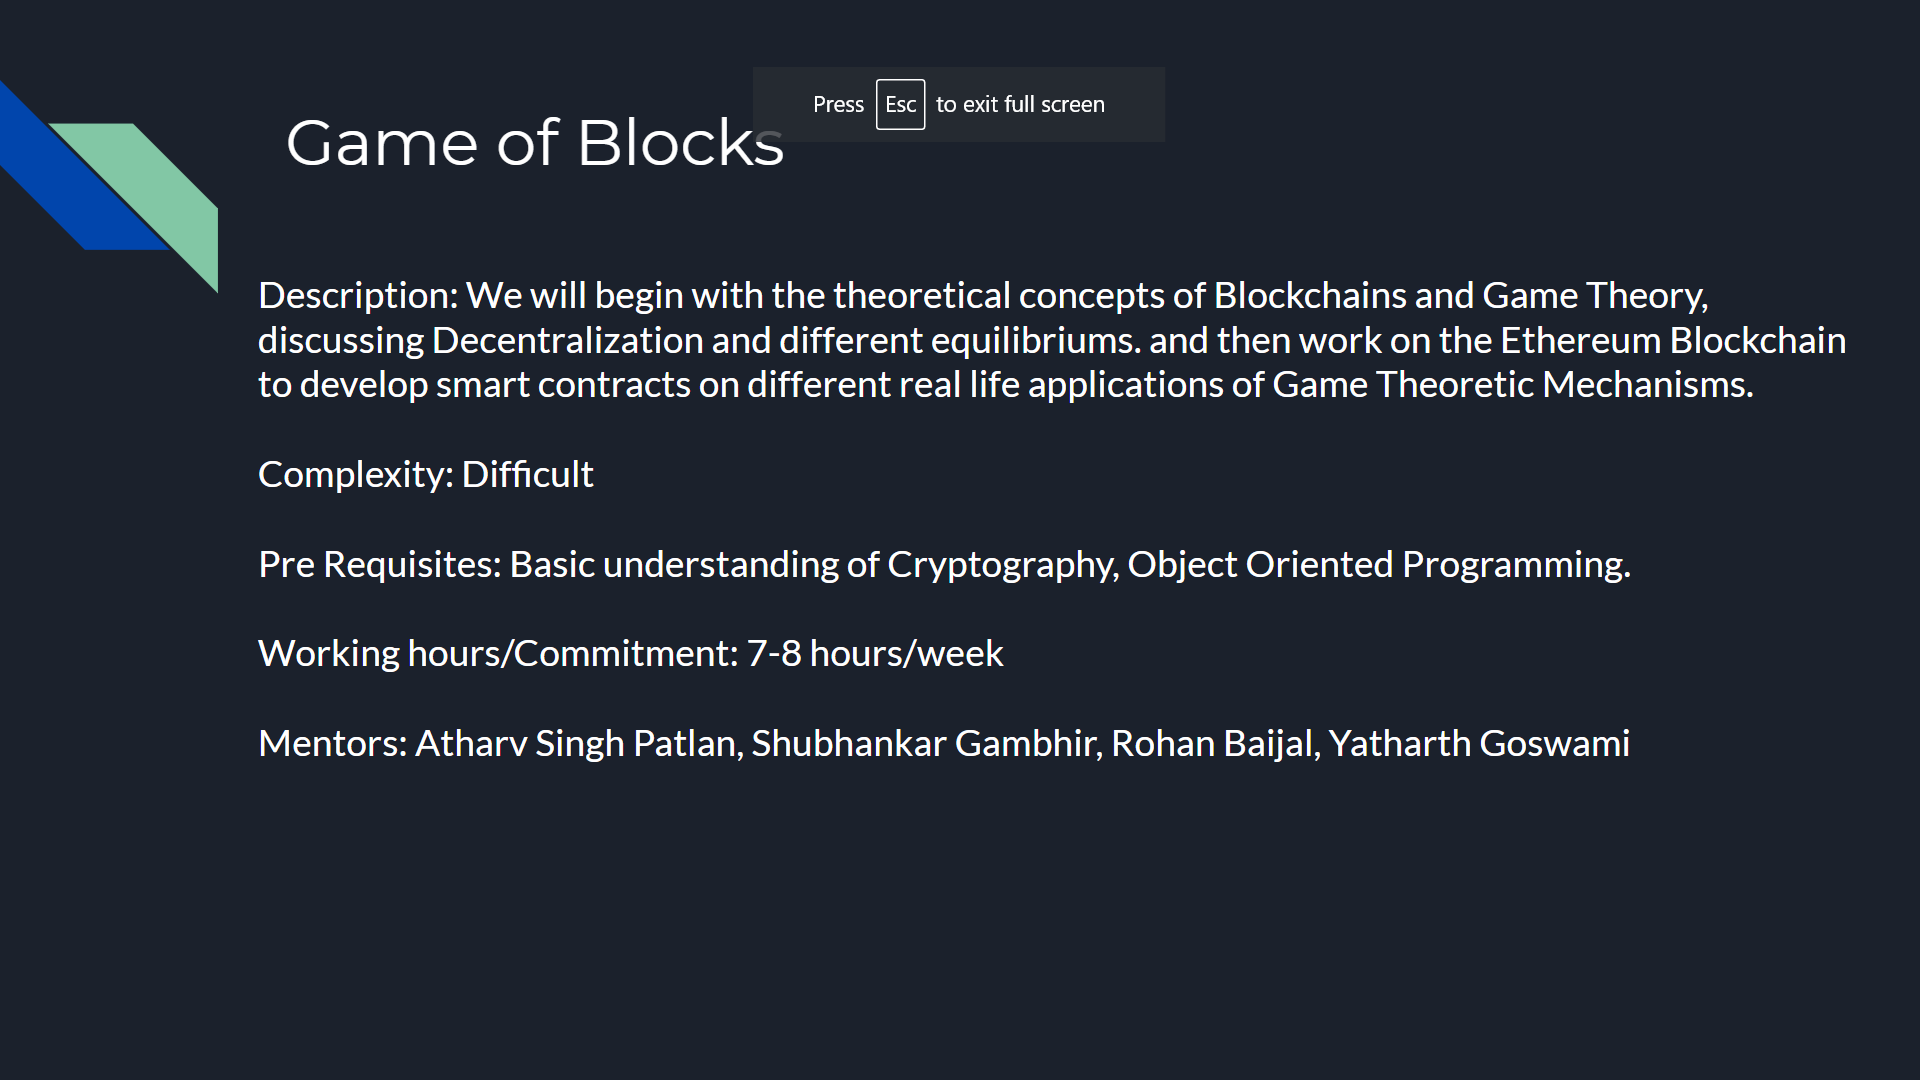 Press Esc to exit full screen
Game of Blocks
Description: We will begin with the theoretical concepts of Blockchains and Game Theory,
discussing Decentralization and different equilibriums. and then work on the Ethereum Blockchain
to develop smart contracts on different real life applications of Game Theoretic Mechanisms.
Complexity: Difficult
Pre Requisites: Basic understanding of Cryptography, Object Oriented Programming.
Working hours/Commitment: 7-8 hours/week
Mentors: Atharv Singh Patlan, Shubhankar Gambhir, Rohan Baijal, Yatharth Goswami